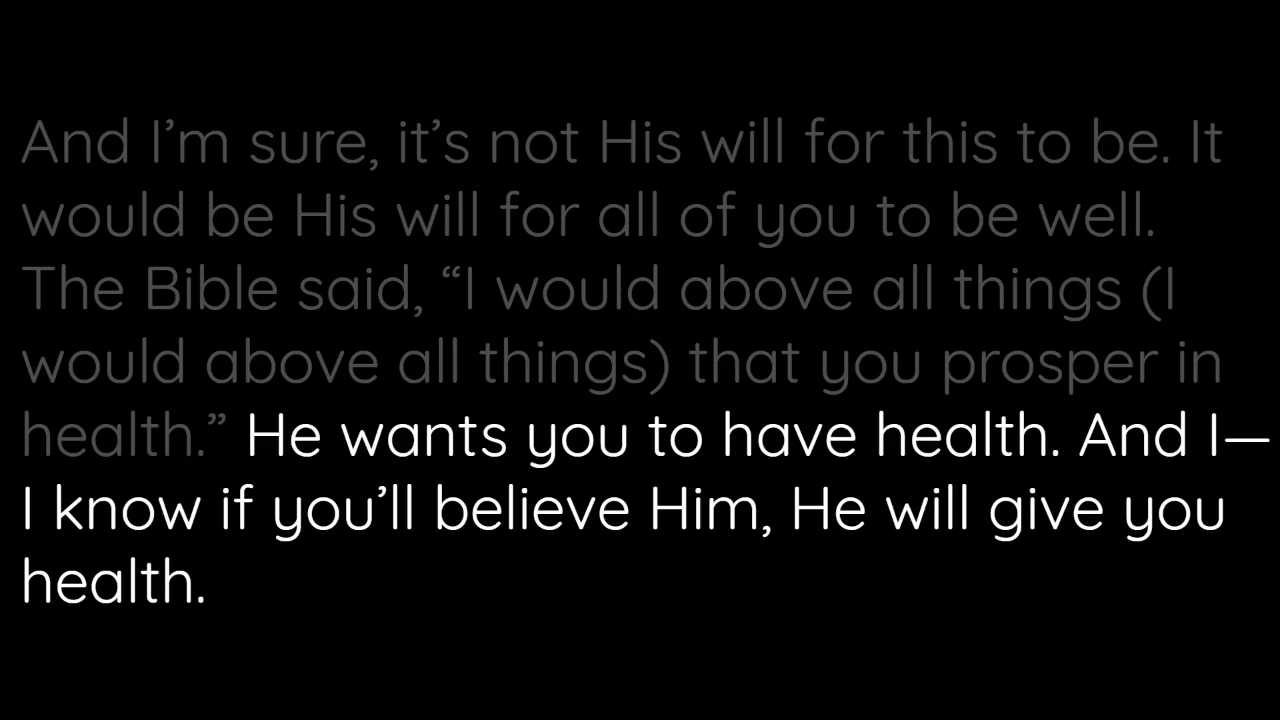 And I’m sure, it’s not His will for this to be. It
would be His will for all of you to be well.
The Bible said, “I would above all things (I
would above all things) that you prosper in
health.” He wants you to have health. And I—
I know if you’ll believe Him, He will give you
health.